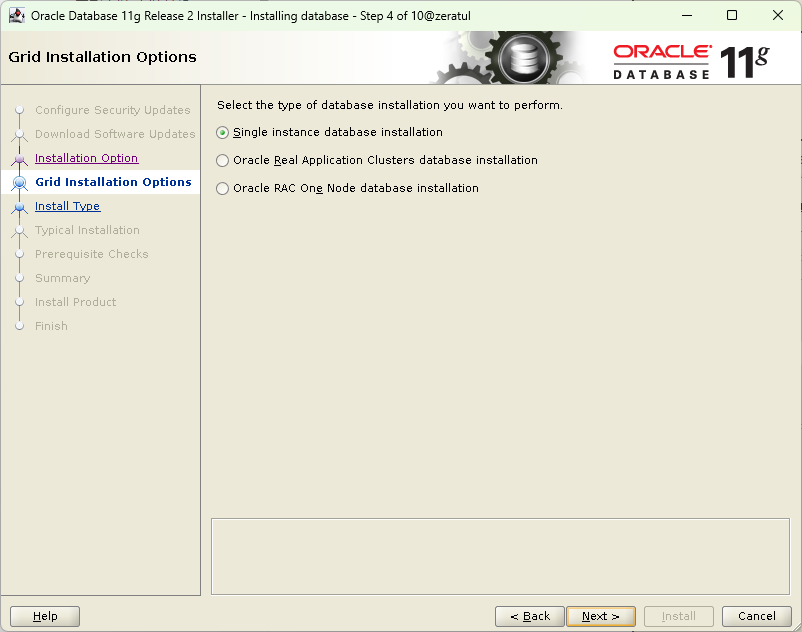 Oracle Database 11g Release 2 Installer - Installing database - Step 4 of 10@zeratul
Grid Installation Options
ORACLE
DATABASE
11g
Configure Security Updates
Download Software Updates
Installation Option
Grid Installation Options
Install Type
Typical Installation
Prerequisite Checks
Summary
Install Product
Finish
Select the type of database installation you want to perform.
Single instance database installation
Oracle Real Application Clusters database installation
Oracle RAC One Node database installation
Help
< Back
Next >
Install
Cancel